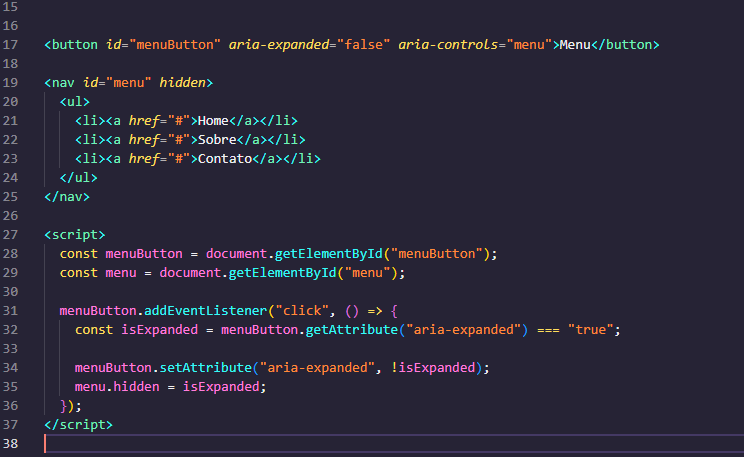 15
16
17 <button id="menuButton" aria-expanded="false" aria-controls="menu">Menu</button>
18
19 <nav id="menu" hidden>
20   <ul>
21     <li><a href="#">Home</a></li>
22     <li><a href="#">Sobre</a></li>
23     <li><a href="#">Contato</a></li>
24   </ul>
25 </nav>
26
27 <script>
28   const menuButton = document.getElementById("menuButton");
29   const menu = document.getElementById("menu");
30
31   menuButton.addEventListener("click", () => {
32     const isExpanded = menuButton.getAttribute("aria-expanded") === "true";
33
34     menuButton.setAttribute("aria-expanded", !isExpanded);
35     menu.hidden = isExpanded;
36   });
37 </script>
38